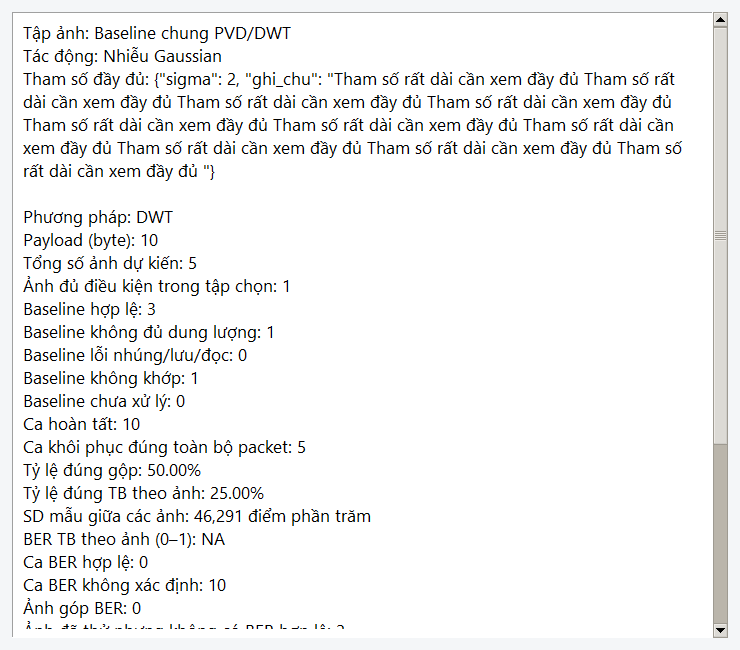 Tập ảnh: Baseline chung PVD/DWT
Tác động: Nhiễu Gaussian
Tham số đầy đủ: {"sigma": 2, "ghi_chu": "Tham số rất dài cần xem đầy đủ Tham số rất
dài cần xem đầy đủ Tham số rất dài cần xem đầy đủ Tham số rất dài cần xem đầy đủ
Tham số rất dài cần xem đầy đủ Tham số rất dài cần xem đầy đủ Tham số rất dài cần
xem đầy đủ Tham số rất dài cần xem đầy đủ Tham số rất dài cần xem đầy đủ Tham số
rất dài cần xem đầy đủ "}
Phương pháp: DWT
Payload (byte): 10
Tổng số ảnh dự kiến: 5
Ảnh đủ điều kiện trong tập chọn: 1
Baseline hợp lệ: 3
Baseline không đủ dung lượng: 1
Baseline lỗi nhúng/lưu/đọc: 0
Baseline không khớp: 1
Baseline chưa xử lý: 0
Ca hoàn tất: 10
Ca khôi phục đúng toàn bộ packet: 5
Tỷ lệ đúng gộp: 50.00%
Tỷ lệ đúng TB theo ảnh: 25.00%
SD mẫu giữa các ảnh: 46,291 điểm phần trăm
BER TB theo ảnh (0–1): NA
Ca BER hợp lệ: 0
Ca BER không xác định: 10
Ảnh góp BER: 0